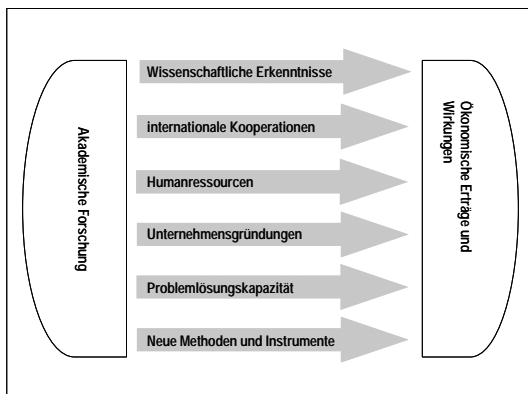 Akademische Forschung
Wissenschaftliche Erkenntnisse
internationale Kooperationen
Humanressourcen
Unternehmensgründungen
Problemlösungskapazität
Neue Methoden und Instrumente
Ökonomische Erträge und
Wirkungen